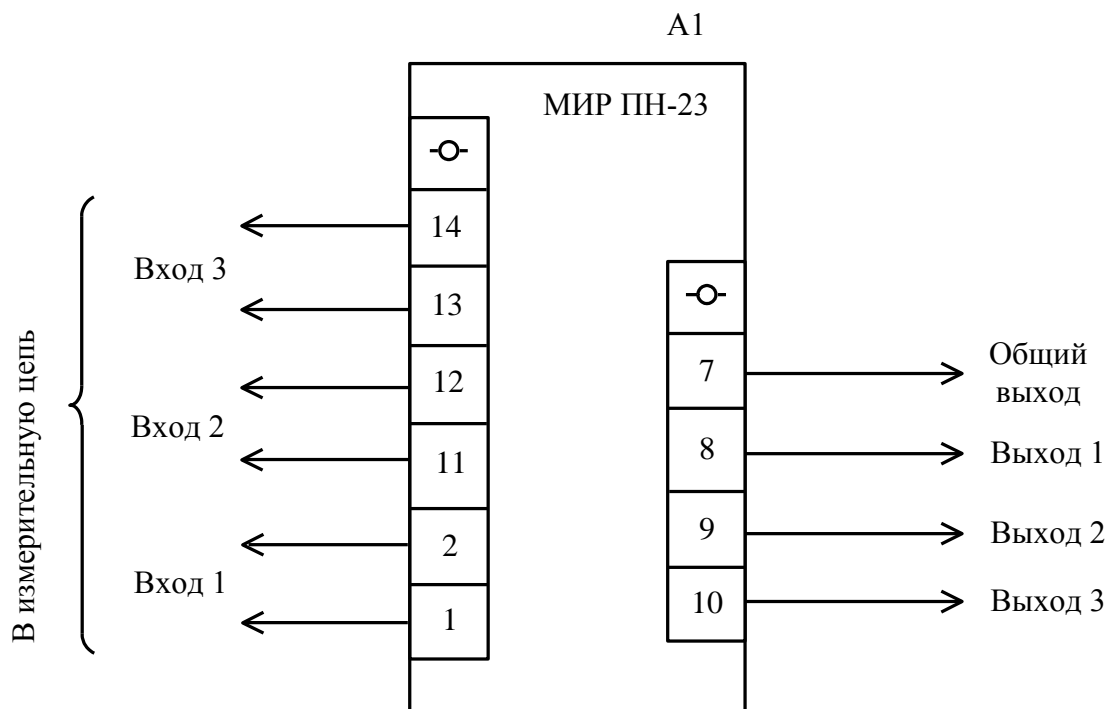 А1
МИР ПН-23
В измерительную цепь
Вход 3
Вход 2
Вход 1
14
13
12
11
2
1
7
8
9
10
Общий
выход
Выход 1
Выход 2
Выход 3